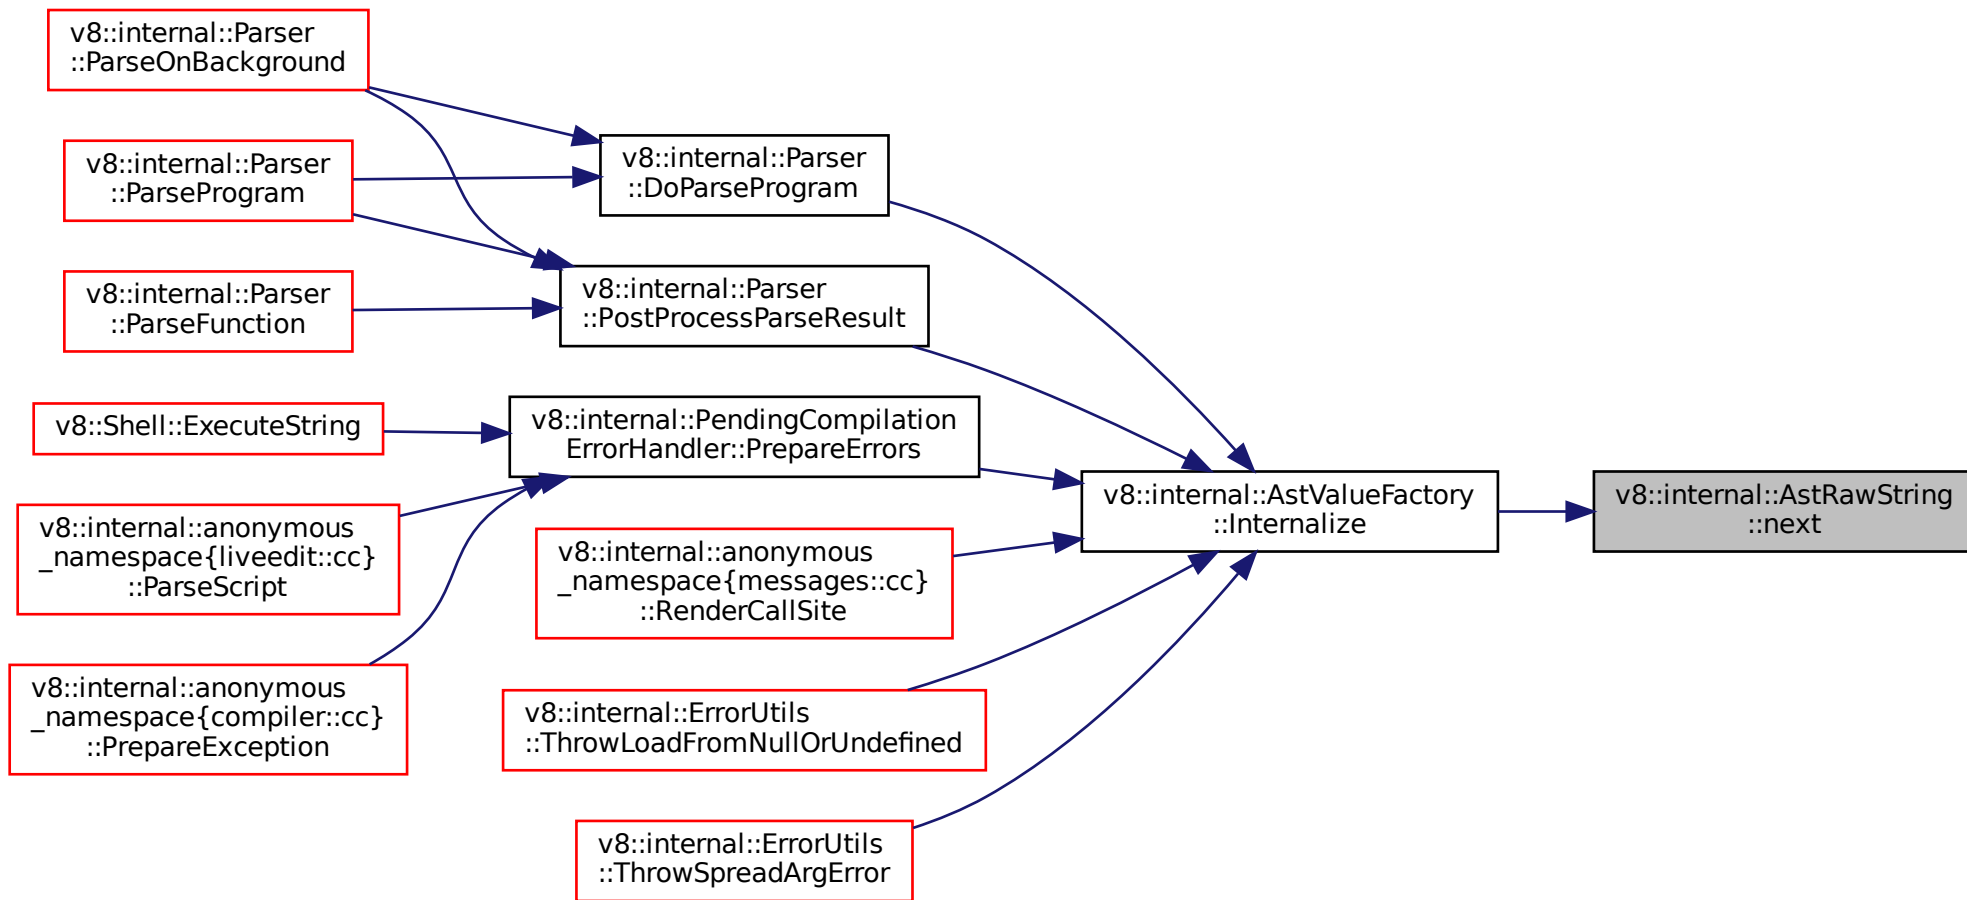 v8::internal::Parser
::ParseOnBackground
v8::internal::Parser
::ParseProgram
v8::internal::Parser
::ParseFunction
v8::Shell::ExecuteString
v8::internal::anonymous
_namespace{liveedit::cc}
::ParseScript
v8::internal::anonymous
_namespace{compiler::cc}
::PrepareException
v8::internal::Parser
::DoParseProgram
v8::internal::Parser
::PostProcessParseResult
v8::internal::PendingCompilation
ErrorHandler::PrepareErrors
v8::internal::anonymous
_namespace{messages::cc}
::RenderCallSite
v8::internal::ErrorUtils
::ThrowLoadFromNullOrUndefined
v8::internal::ErrorUtils
::ThrowSpreadArgError
v8::internal::AstValueFactory
::Internalize
v8::internal::AstRawString
::next